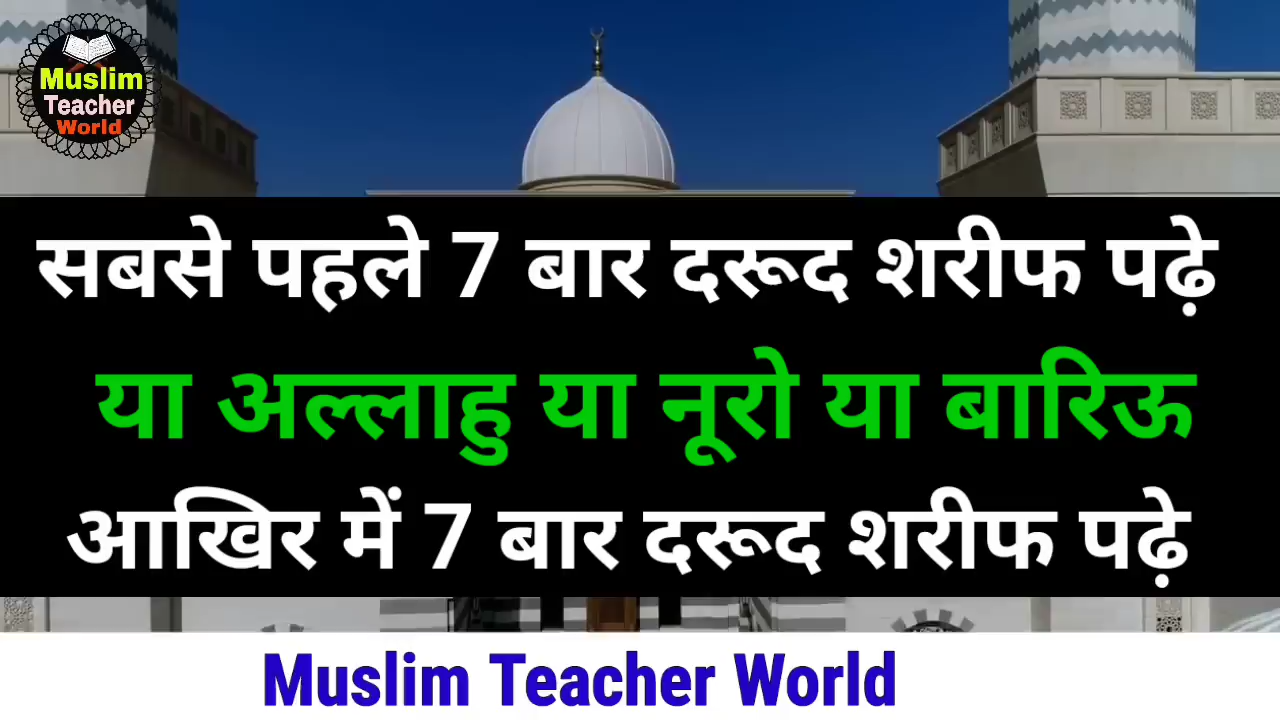 Muslim
Teacher
World
सबसे पहले 7 बार दरूद शरीफ पढ़े
या अल्लाहु या नूरो या बारिऊ
आखिर में 7 बार दरूद शरीफ पढ़े
Muslim Teacher World